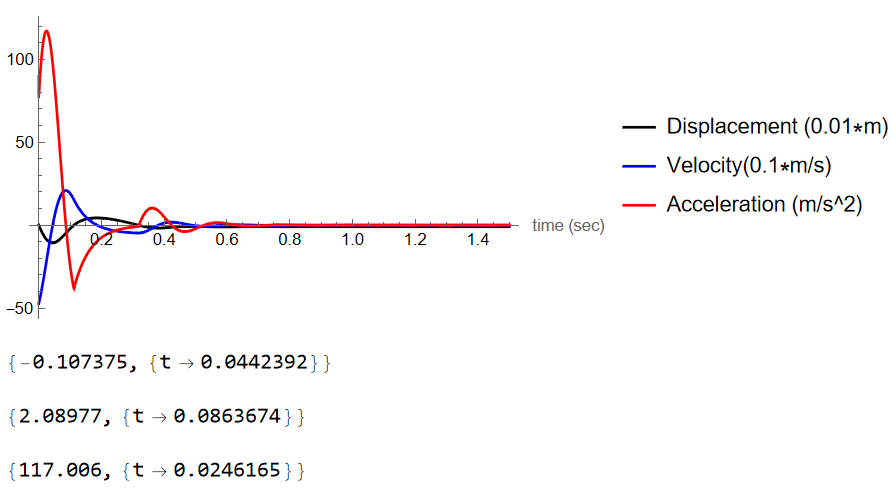 100
50
-50
0.2 0.4 0.6 0.8 1.0 1.2 1.4
time (sec)
Displacement (0.01*m)
Velocity(0.1*m/s)
Acceleration (m/s^2)
{-0.107375, {t → 0.0442392}}
{2.08977, {t → 0.0863674}}
{117.006, {t → 0.0246165}}